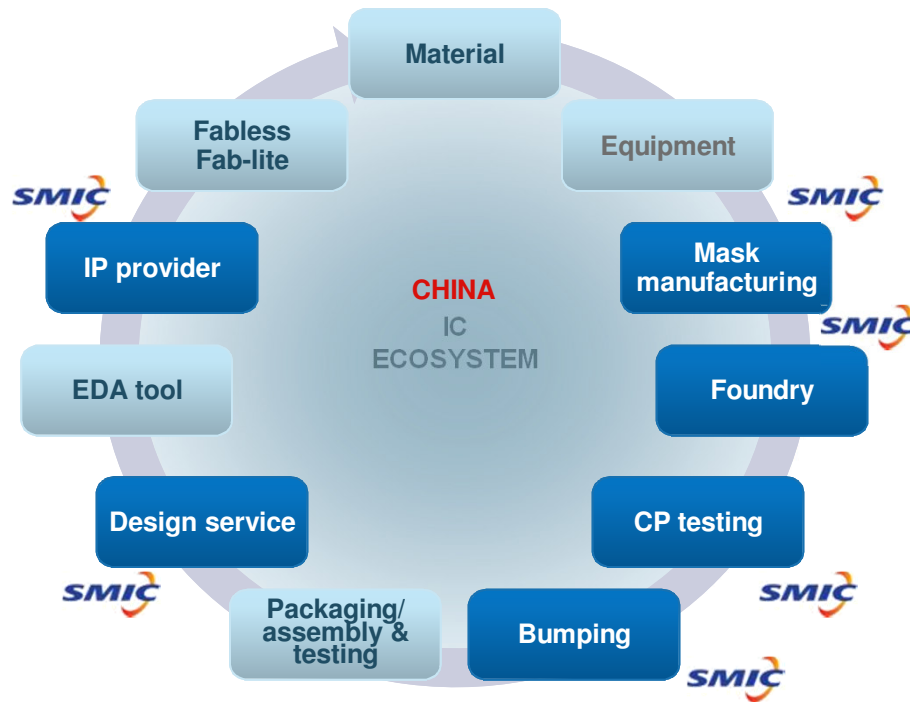 Material
Fabless
Fab-lite
Equipment
SMIC
SMIC
IP provider
Mask
manufacturing
CHINA
IC
ECOSYSTEM
SMIC
EDA tool
Foundry
Design service
CP testing
SMIC
SMIC
Packaging/
assembly &
testing
Bumping
SMIC